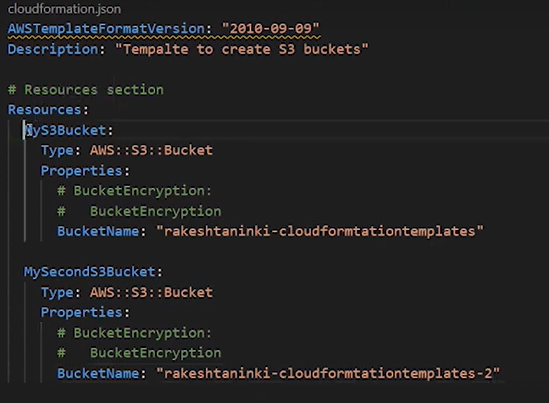 cloudformation.json
AWSTemplateFormatVersion: "2010-09-09"
Description: "Tempalte to create S3 buckets"
# Resources section
Resources:
MyS3Bucket:
Type: AWS::S3::Bucket
Properties:
# BucketEncryption:
#   BucketEncryption
BucketName: "rakeshtaninki-cloudformtationtemplates"
MySecondS3Bucket:
Type: AWS::S3::Bucket
Properties:
# BucketEncryption:
#   BucketEncryption
BucketName: "rakeshtaninki-cloudformtationtemplates-2"